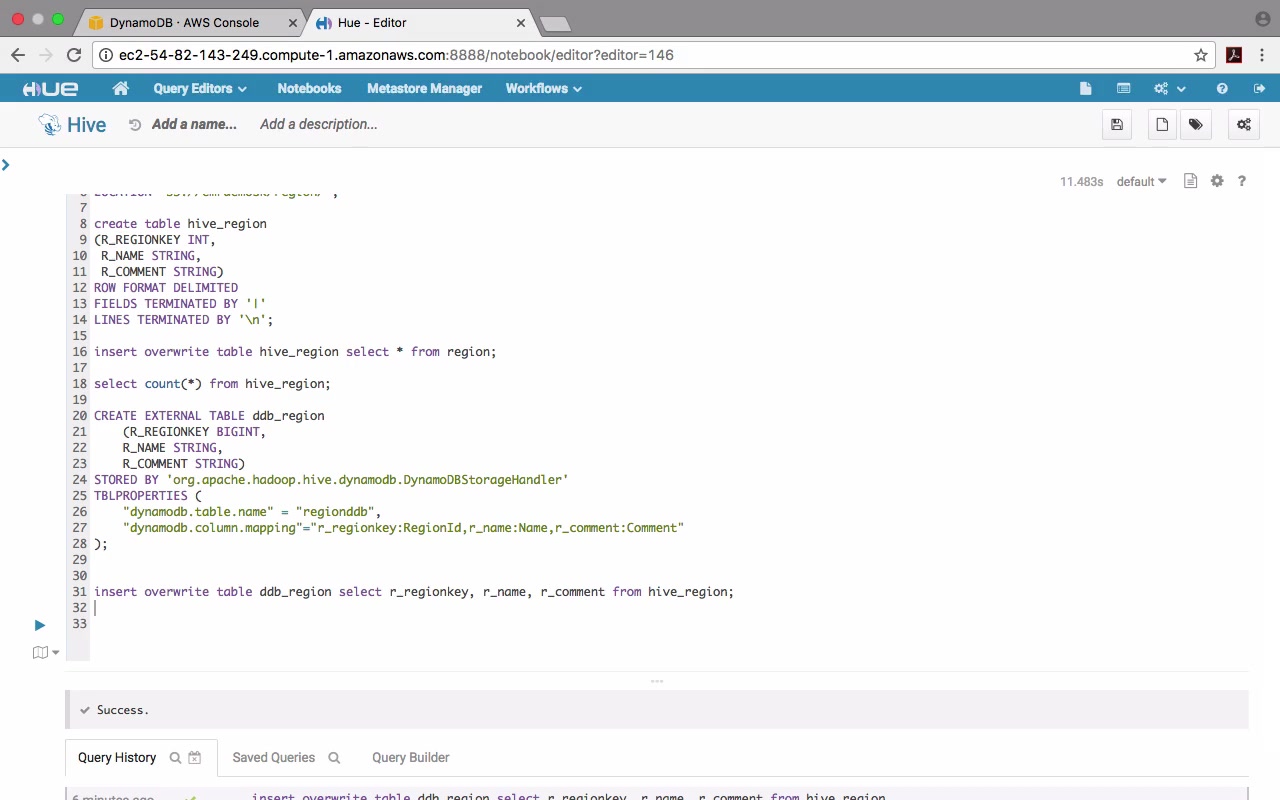 DynamoDB · AWS Console
Hue - Editor
ec2-54-82-143-249.compute-1.amazonaws.com:8888/notebook/editor?editor=146
HUE
Query Editors
Notebooks
Metastore Manager
Workflows
Hive
Add a name...
Add a description...
11.483s
default
7
8 create table hive_region
9 (R_REGIONKEY INT,
10 R_NAME STRING,
11 R_COMMENT STRING)
12 ROW FORMAT DELIMITED
13 FIELDS TERMINATED BY '|'
14 LINES TERMINATED BY '\n';
15
16 insert overwrite table hive_region select * from region;
17
18 select count(*) from hive_region;
19
20 CREATE EXTERNAL TABLE ddb_region
21 (R_REGIONKEY BIGINT,
22 R_NAME STRING,
23 R_COMMENT STRING)
24 STORED BY 'org.apache.hadoop.hive.dynamodb.DynamoDBStorageHandler'
25 TBLPROPERTIES (
26 "dynamodb.table.name" = "regionddb",
27 "dynamodb.column.mapping"="r_regionkey:RegionId,r_name:Name,r_comment:Comment"
28 );
29
30
31 insert overwrite table ddb_region select r_regionkey, r_name, r_comment from hive_region;
32
33
Success.
Query History
Saved Queries
Query Builder
6 minutes ago
insert overwrite table ddb_region select r_regionkey, r_name, r_comment from hive_region